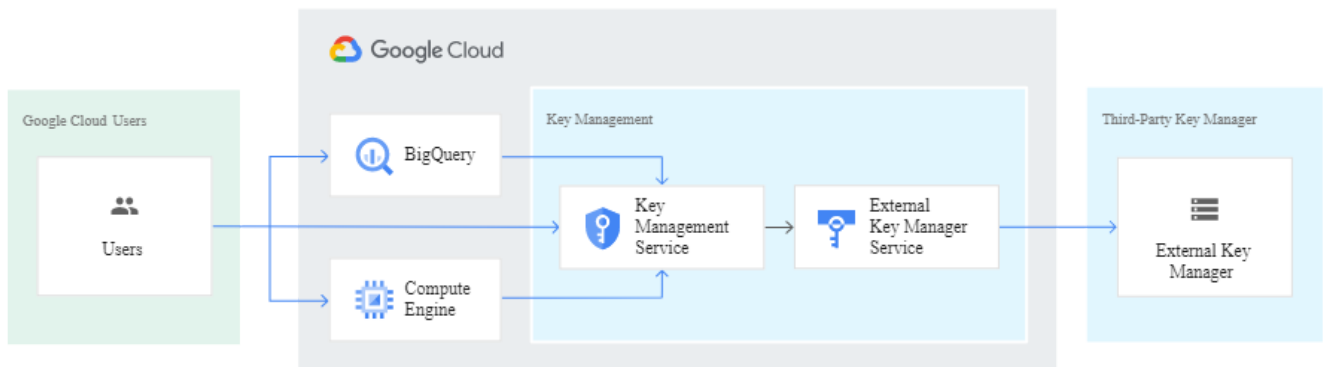 Google Cloud
Google Cloud Users
Users
BigQuery
Compute
Engine
Key Management
Key
Management
Service
External
Key Manager
Service
Third-Party Key Manager
External Key
Manager